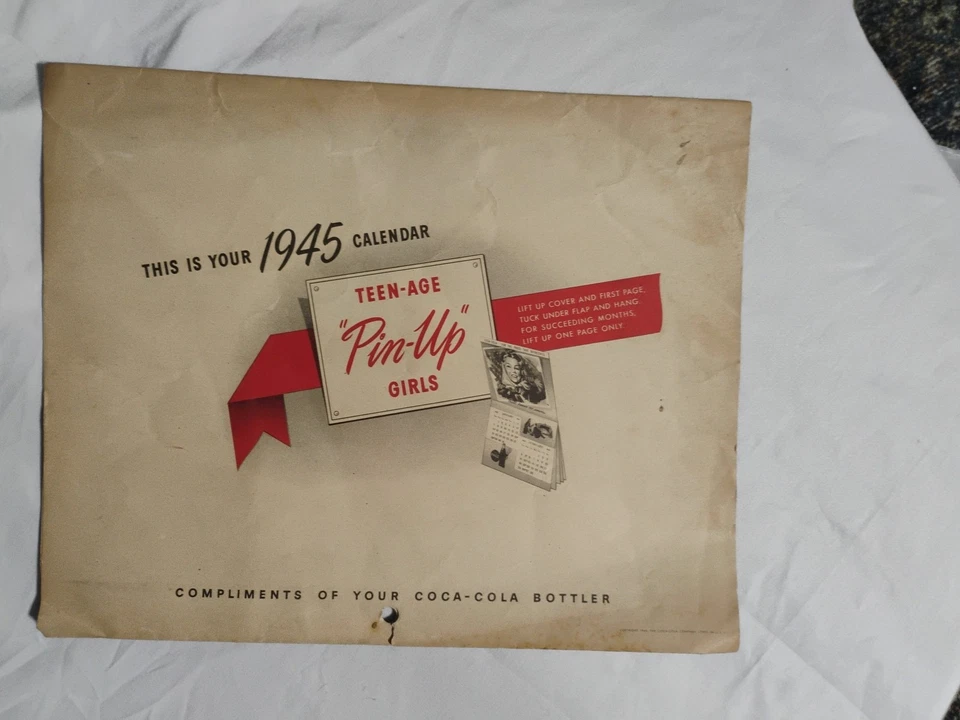 THIS IS YOUR 1945 CALENDAR
TEEN-AGE
"Pin-Up"
GIRLS
LIFT UP COVER AND FIRST PAGE,
TUCK UNDER FLAP AND HANG.
FOR SUCCEEDING MONTHS,
LIFT UP ONE PAGE ONLY.
COMPLIMENTS OF YOUR COCA-COLA BOTTLER